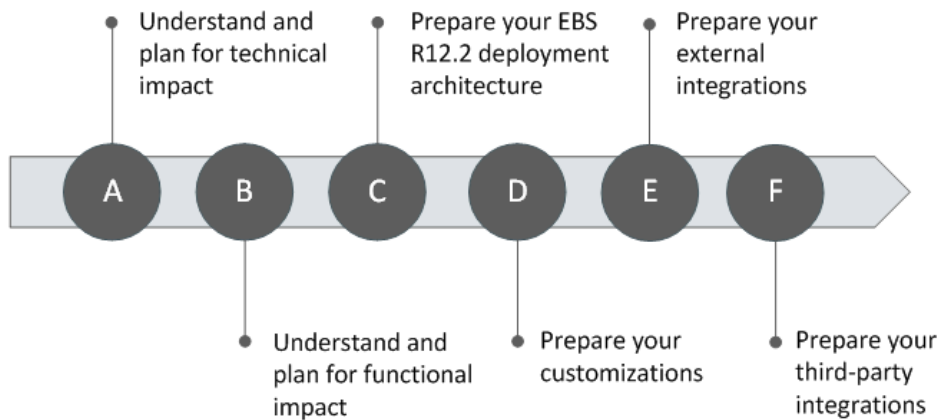 Understand and
plan for technical
impact
Prepare your EBS
R12.2 deployment
architecture
Prepare your
external
integrations
A
B
C
D
E
F
Understand and
plan for functional
impact
Prepare your
customizations
Prepare your
third-party
integrations